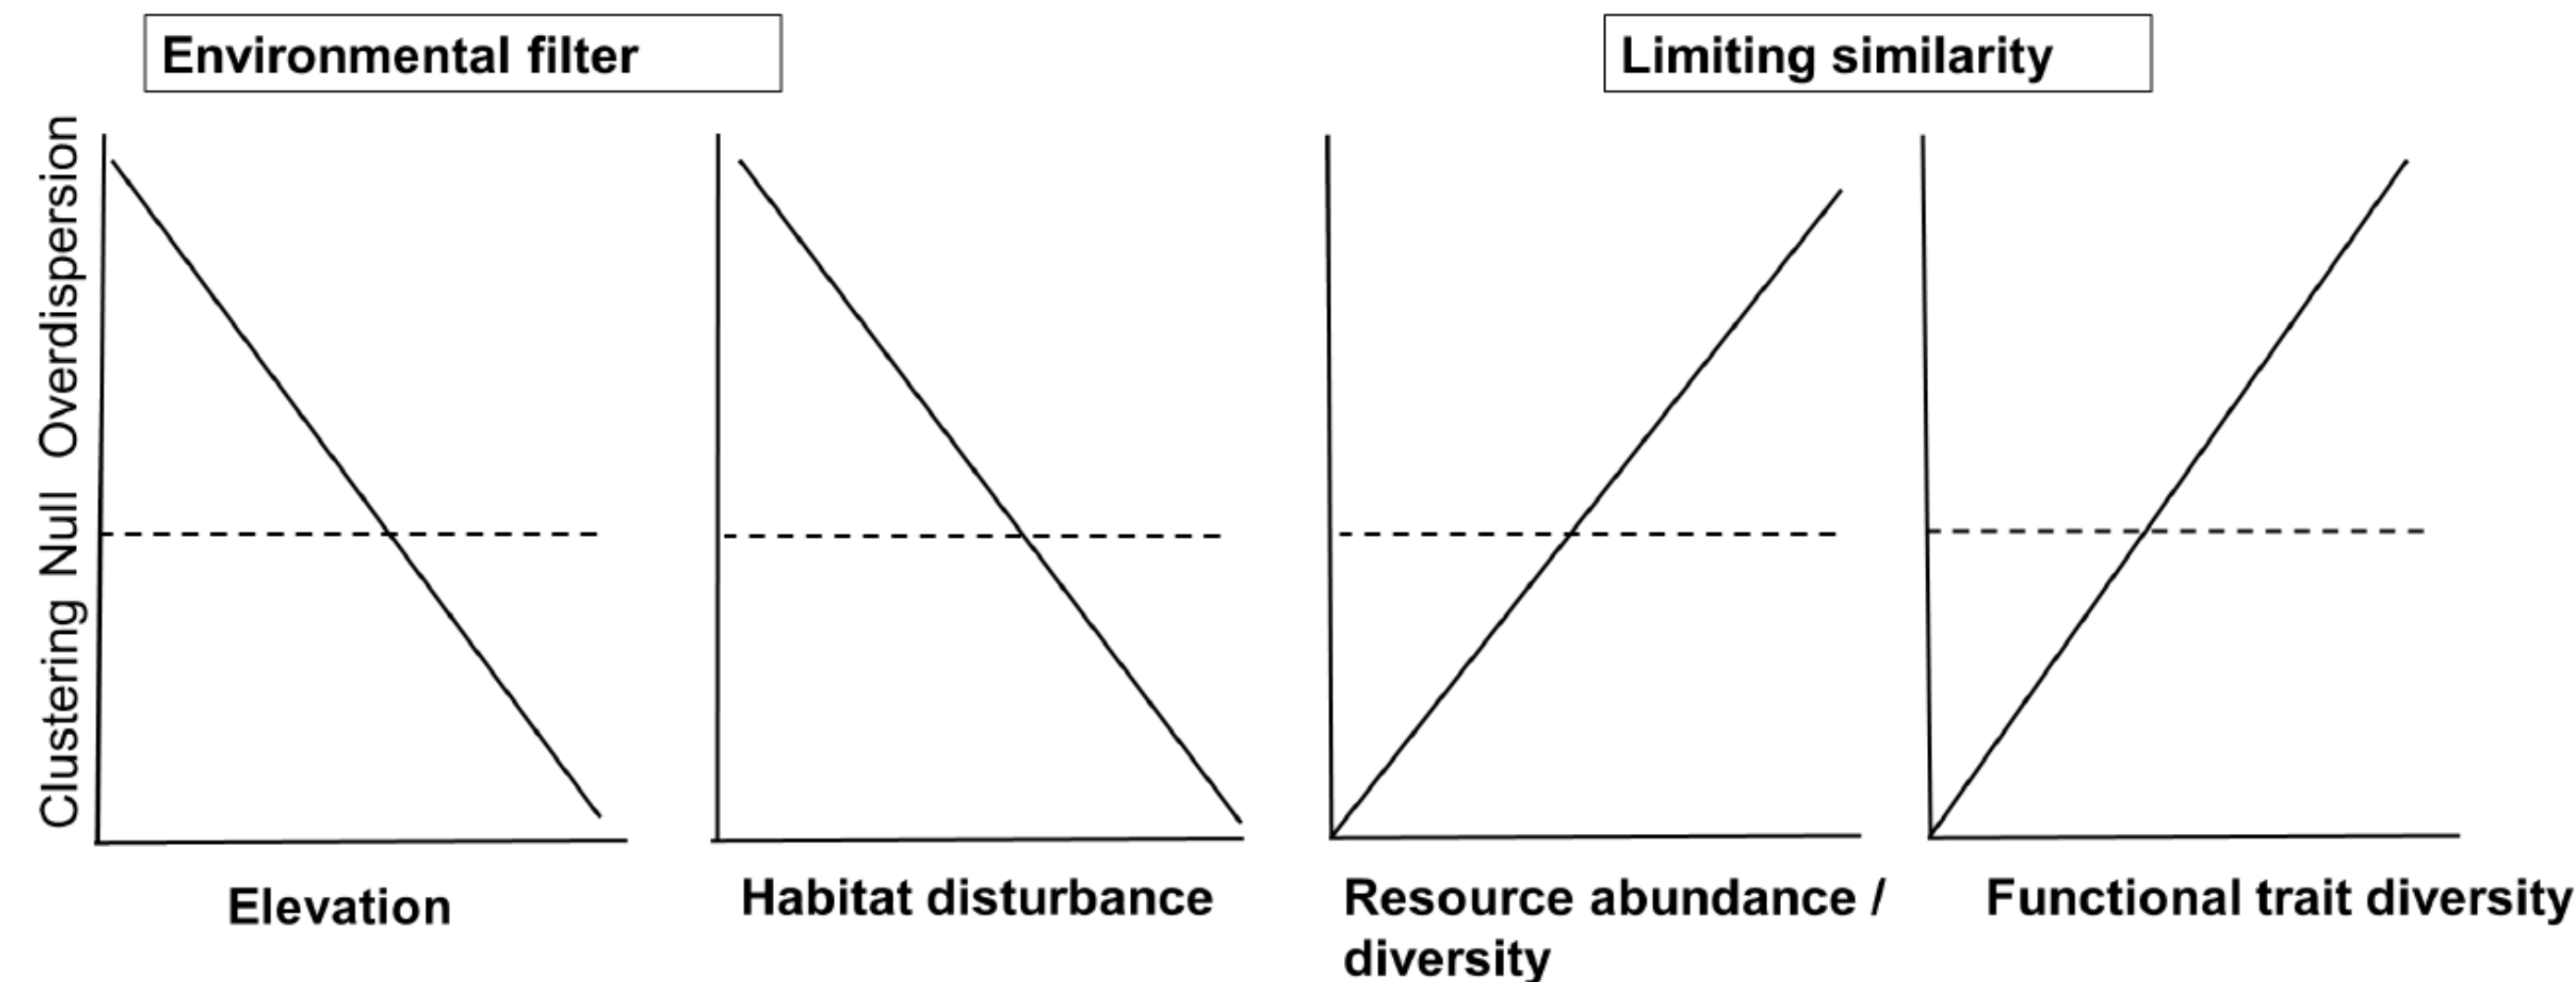 Environmental filter
Limiting similarity
Clustering Null Overdispersion
Elevation
Habitat disturbance
Resource abundance /
diversity
Functional trait diversity